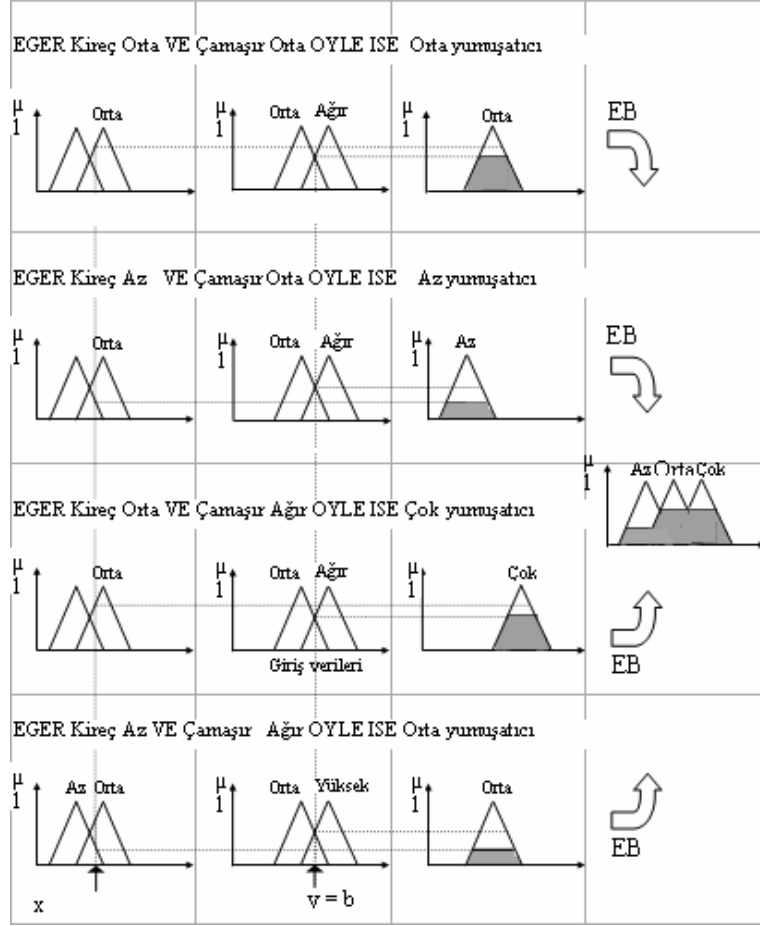 EGER Kireç Orta VE Çamaşır Orta OYLE ISE Orta yumuşatıcı
μ 1 Orta
Orta Ağır
μ 1
μ 1 Orta
EB
EGER Kireç Az VE Çamaşır Orta OYLE ISE Az yumuşatıcı
μ 1 Orta
μ 1 Orta Ağır
μ 1 Az
EB
μ 1 Az Orta Çok
EGER Kireç Orta VE Çamaşır Ağır OYLE ISE Çok yumuşatıcı
μ 1 Orta
μ 1 Orta Ağır
μ 1 Çok
Giriş verileri
EB
EGER Kireç Az VE Çamaşır Ağır OYLE ISE Orta yumuşatıcı
μ 1 Az Orta
μ 1 Orta Yüksek
μ 1 Orta
EB
x
v = b